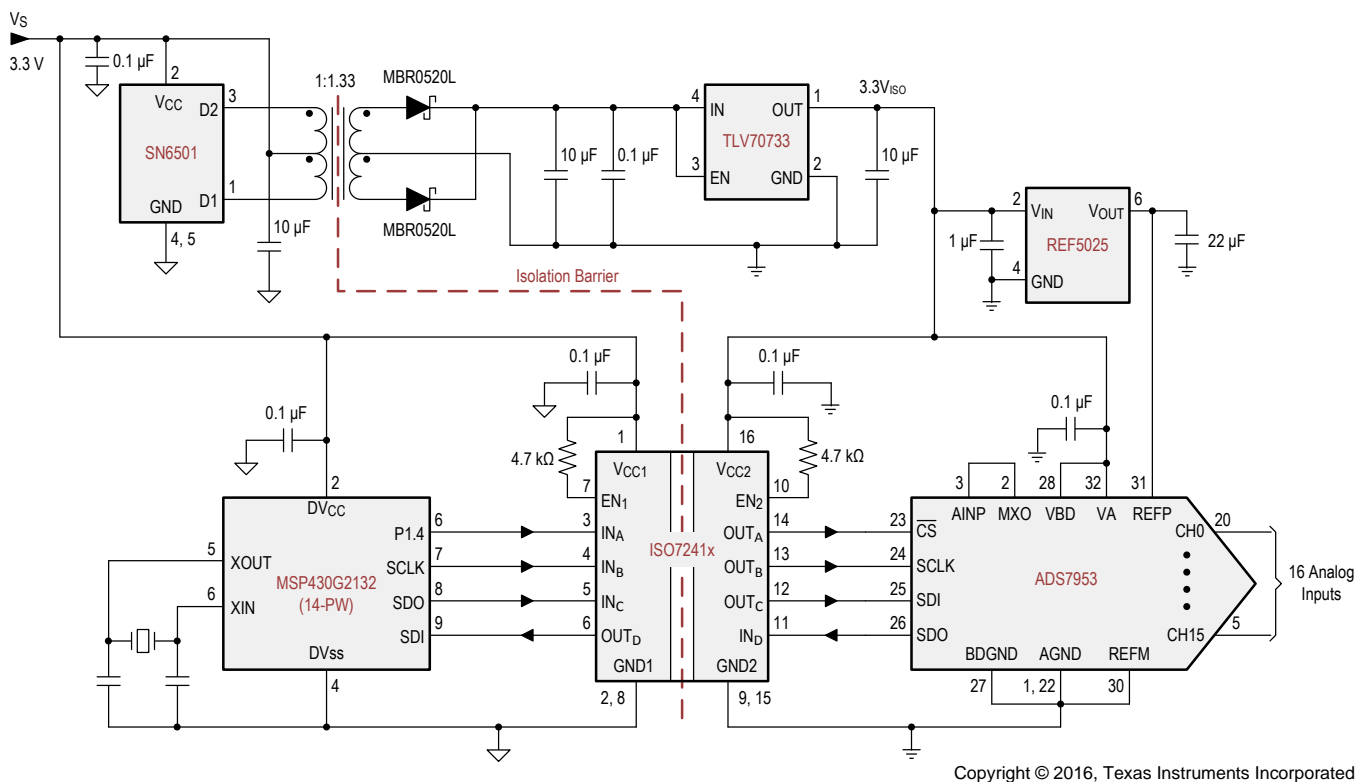 VS
3.3 V
0.1 µF
2
VCC
D2
3
SN6501
D1
1
GND
4, 5
10 µF
1:1.33
MBR0520L
MBR0520L
10 µF
0.1 µF
4
IN
OUT
1
TLV70733
3
EN
GND
2
3.3VISO
10 µF
2
VIN
VOUT
6
REF5025
1 µF
4
GND
22 µF
Isolation Barrier
0.1 µF
0.1 µF
0.1 µF
0.1 µF
4.7 kΩ
4.7 kΩ
2
DVCC
5
XOUT
6
XIN
MSP430G2132
(14-PW)
P1.4
6
SCLK
7
SDO
8
SDI
9
DVss
4
1
VCC1
7
EN1
3
INA
4
INB
5
INC
6
OUTD
GND1
2, 8
ISO7241x
16
VCC2
10
EN2
14
OUTA
13
OUTB
12
OUTC
11
IND
GND2
9, 15
3
2
28
32
31
AINP
MXO
VBD
VA
REFP
23
CS
24
SCLK
25
SDI
26
SDO
ADS7953
CH0
20
CH15
5
16 Analog
Inputs
BDGND
AGND
REFM
27
1, 22
30
Copyright © 2016, Texas Instruments Incorporated